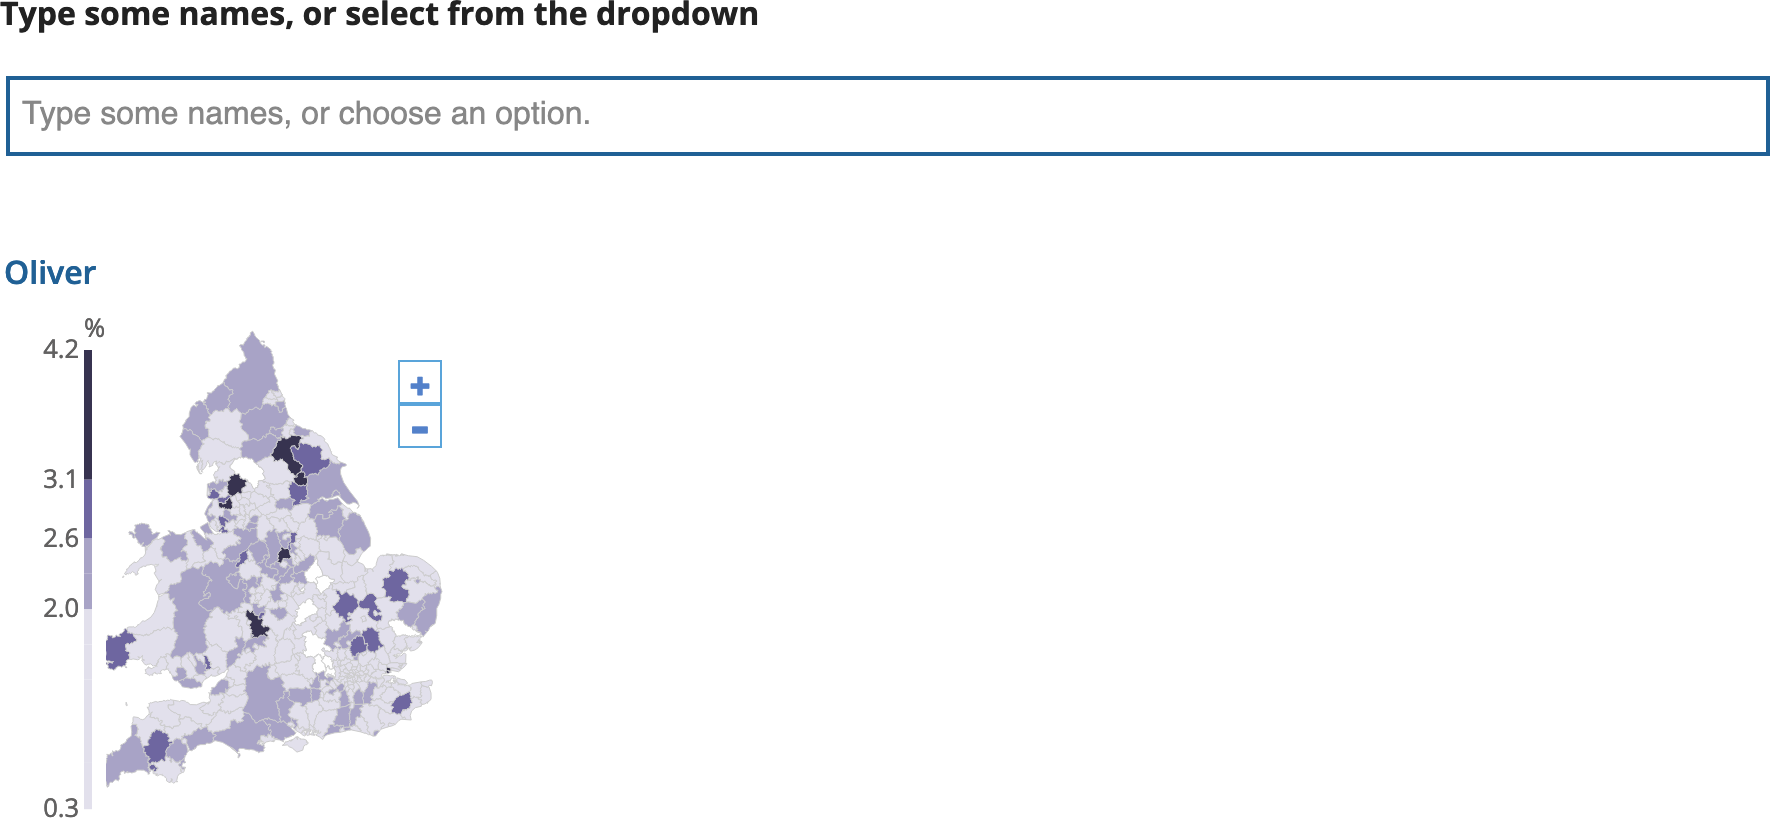 Type some names, or select from the dropdown
Type some names, or choose an option.
Oliver
%
4.2
3.1
2.6
2.0
0.3
+
-